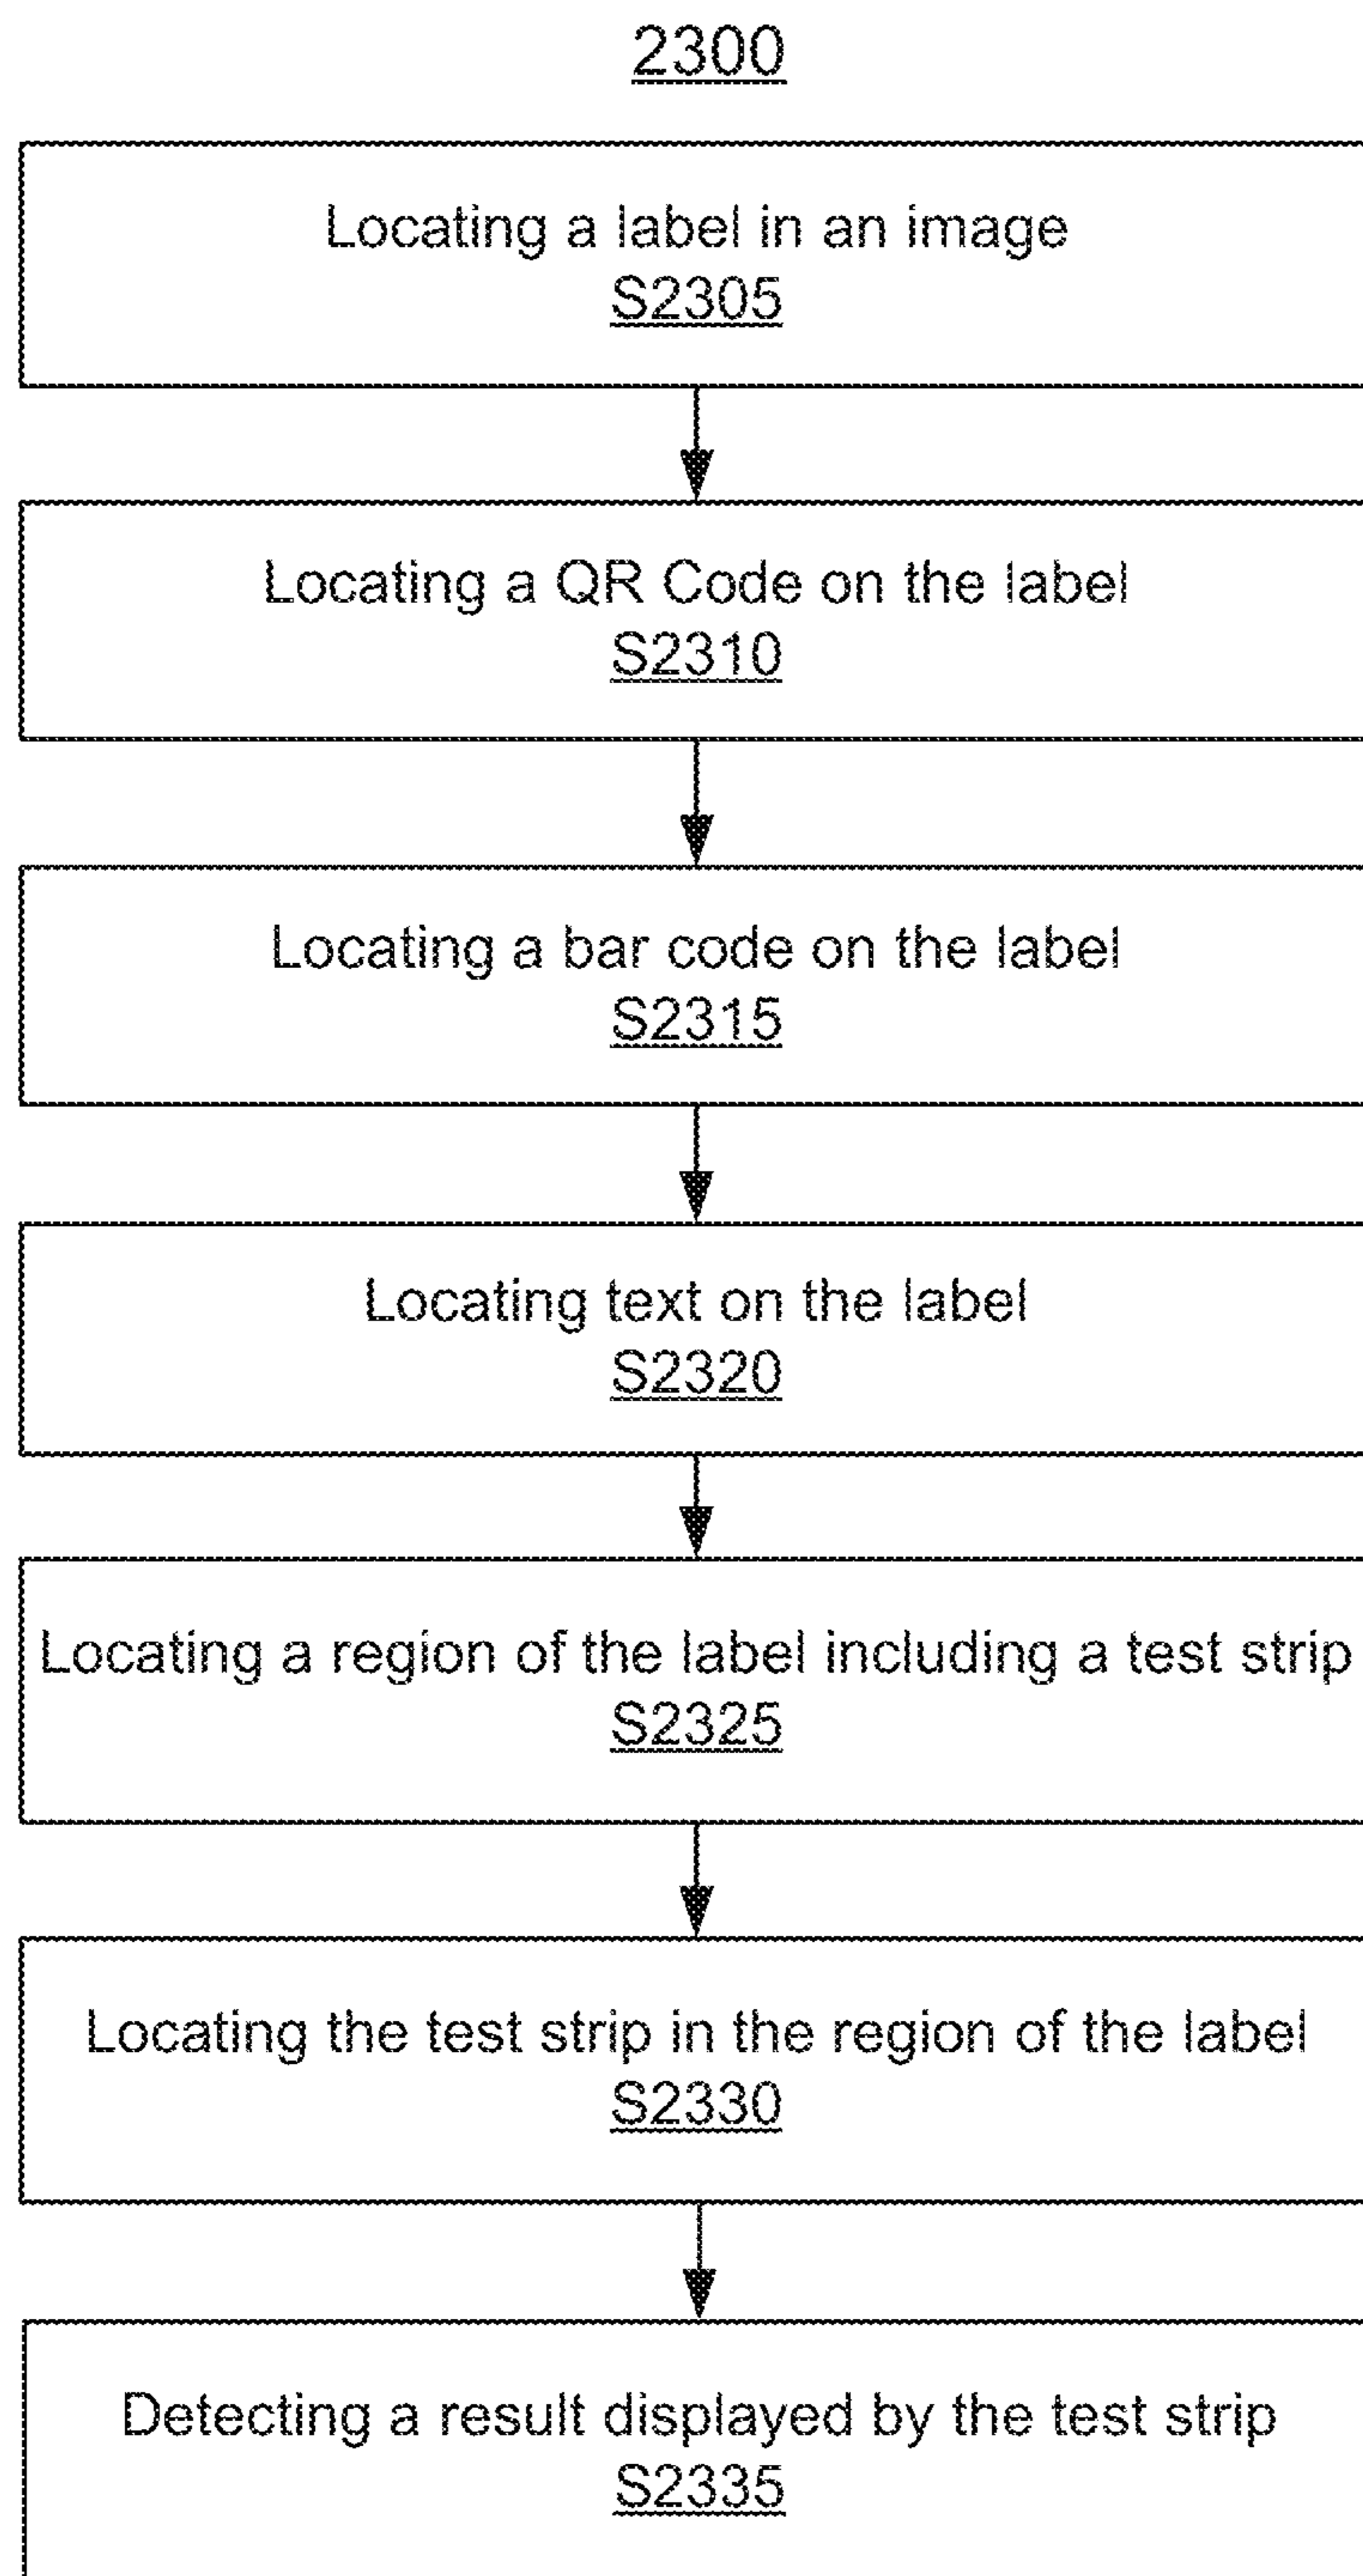 2300
Locating a label in an image
S2305
Locating a QR Code on the label
S2310
Locating a bar code on the label
S2315
Locating text on the label
S2320
Locating a region of the label including a test strip
S2325
Locating the test strip in the region of the label
S2330
Detecting a result displayed by the test strip
S2335